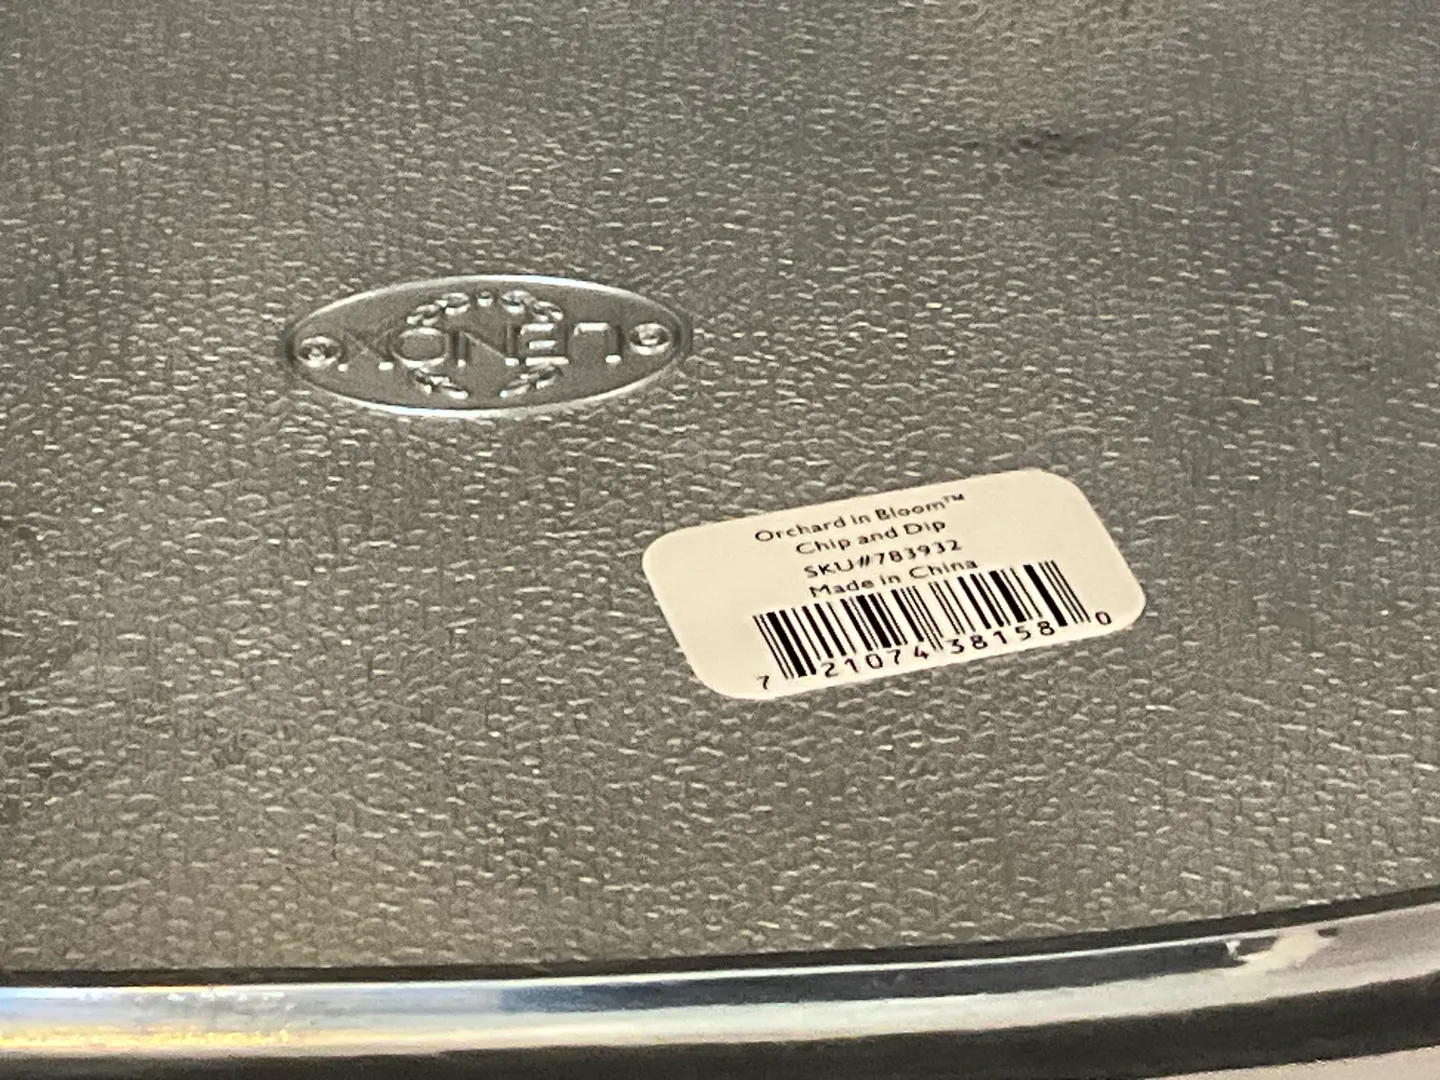 LENOX
Orchard in Bloom™
Chip and Dip
SKU#783932
Made in China
7 21074 38158 0